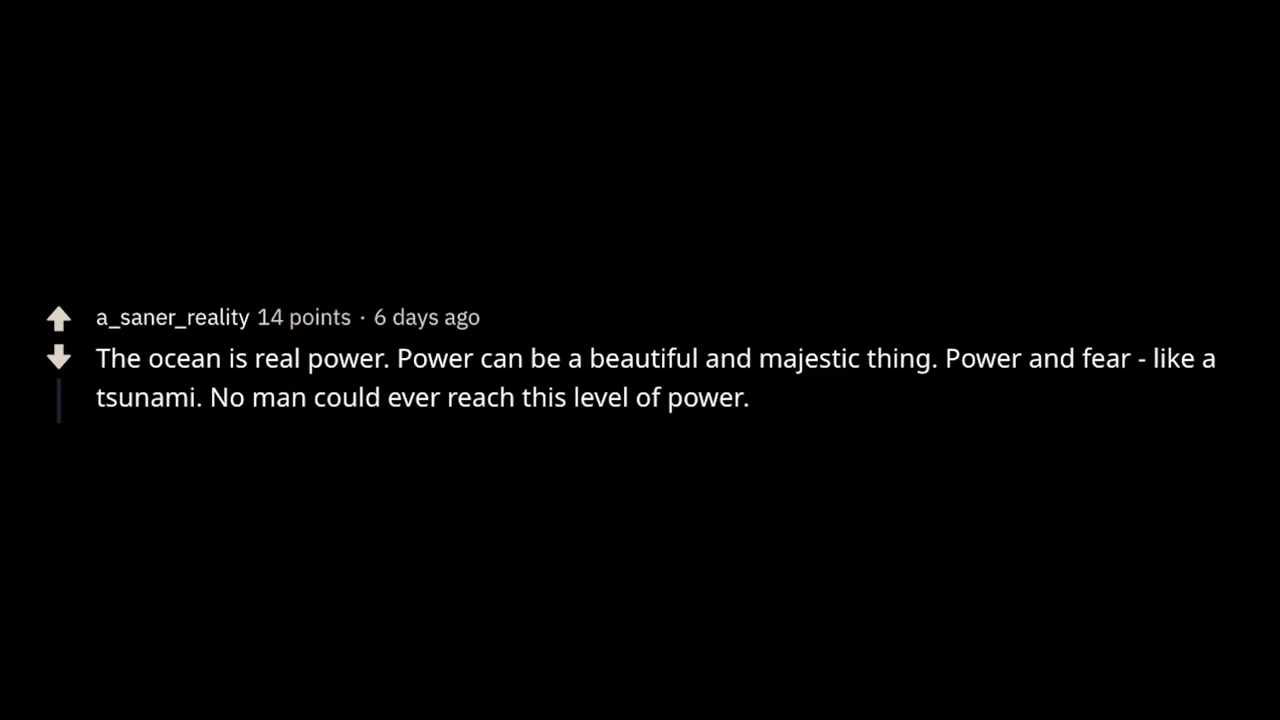 a_saner_reality 14 points · 6 days ago
The ocean is real power. Power can be a beautiful and majestic thing. Power and fear - like a
tsunami. No man could ever reach this level of power.